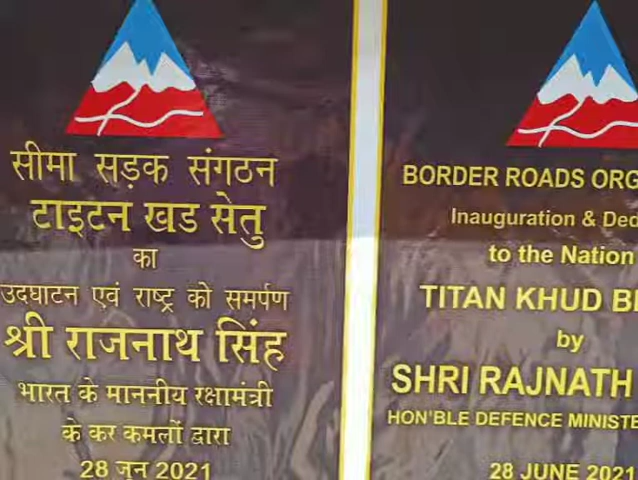 सीमा सड़क संगठन
टाइटन खड सेतु
का
उदघाटन एवं राष्ट्र को समर्पण
श्री राजनाथ सिंह
भारत के माननीय रक्षामंत्री
के कर कमलों द्वारा
28 जून 2021
BORDER ROADS ORG
Inauguration & Ded
to the Nation
TITAN KHUD B
by
SHRI RAJNATH
HON'BLE DEFENCE MINISTE
28 JUNE 2021